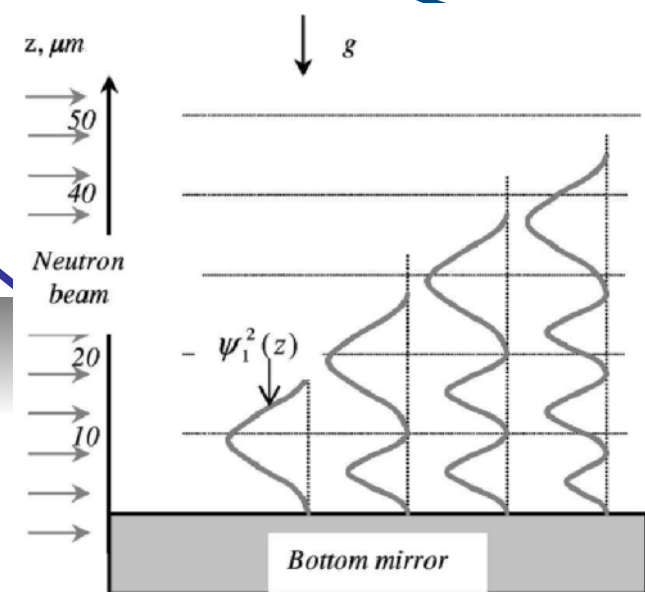 z, μm
g
50
40
Neutron
beam
20
ψ₁²(z)
10
Bottom mirror